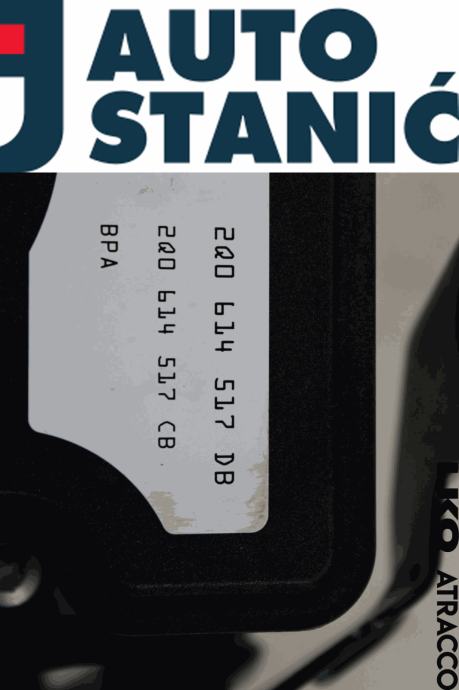 AUTO
STANIĆ
2Q0 614 517 DB
2Q0 614 517 CB
BPA
ATRACCO